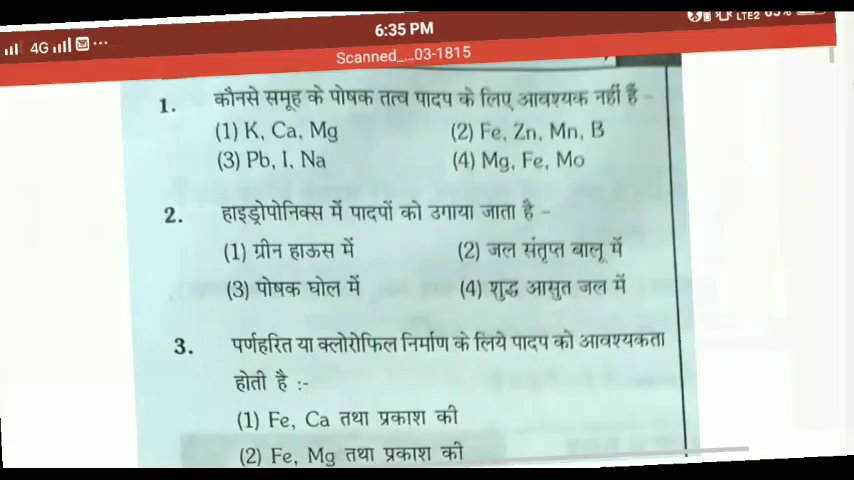 4G
6:35 PM
LTE2
Scanned_...03-1815
1. कौनसे समूह के पोषक तत्व पादप के लिए आवश्यक नहीं हैं -
(1) K, Ca, Mg (2) Fe, Zn, Mn, B
(3) Pb, I, Na (4) Mg, Fe, Mo
2. हाइड्रोपोनिक्स में पादपों को उगाया जाता है -
(1) ग्रीन हाऊस में (2) जल संतृप्त बालू में
(3) पोषक घोल में (4) शुद्ध आसुत जल में
3. पर्णहरित या क्लोरोफिल निर्माण के लिये पादप को आवश्यकता
होती है :-
(1) Fe, Ca तथा प्रकाश की
(2) Fe, Mg तथा प्रकाश की